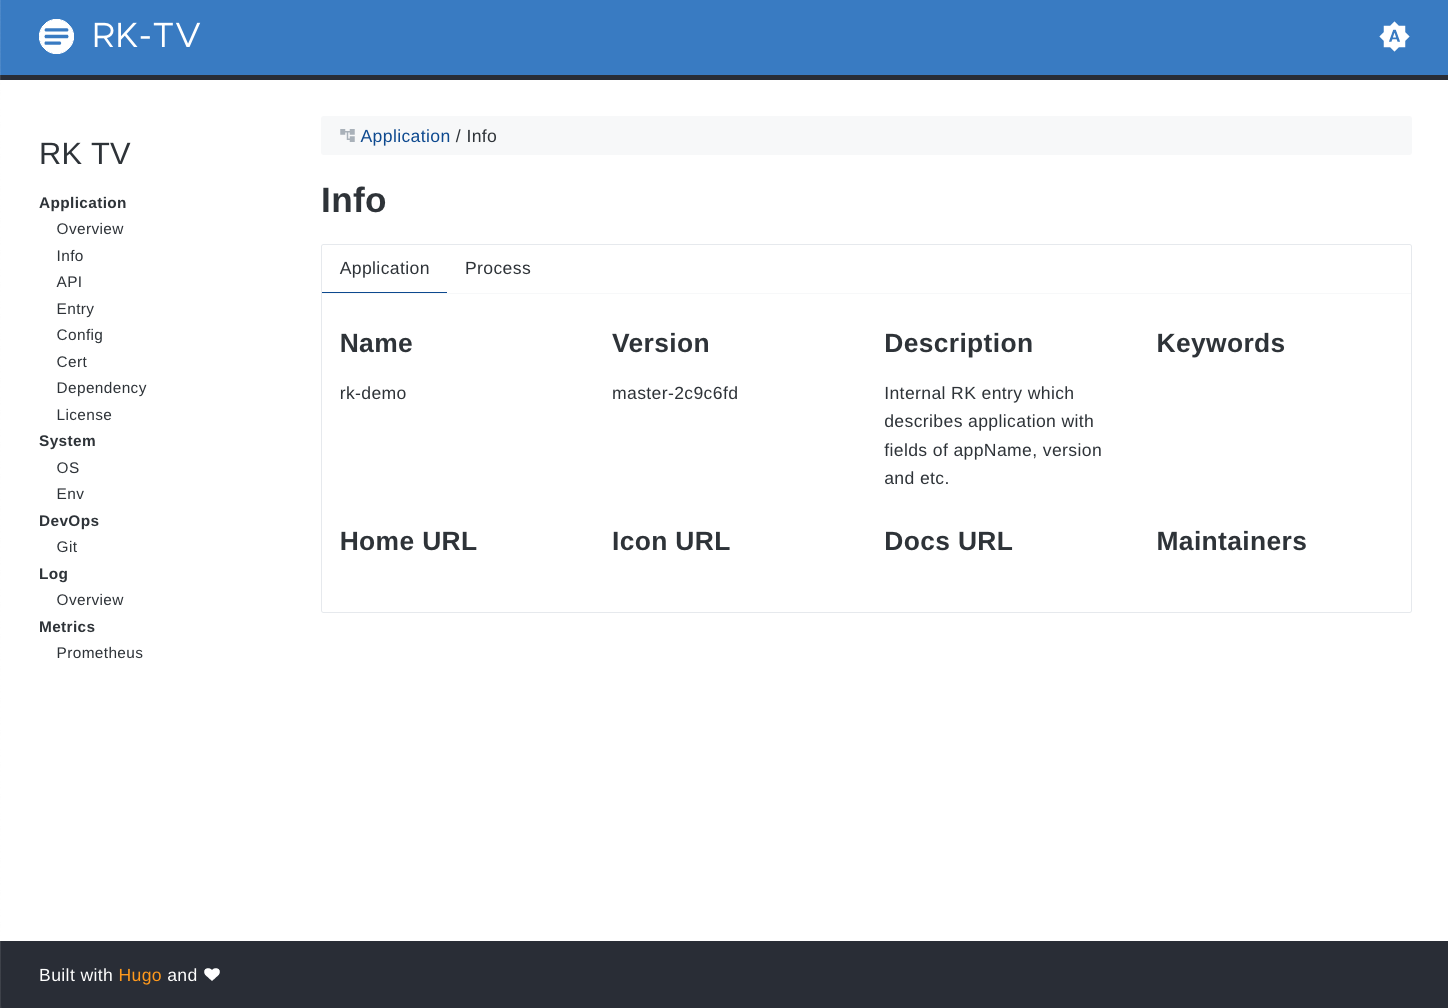 RK-TV
A
RK TV
Application
Overview
Info
API
Entry
Config
Cert
Dependency
License
System
OS
Env
DevOps
Git
Log
Overview
Metrics
Prometheus
Application / Info
Info
Application Process
Name Version Description Keywords
rk-demo master-2c9c6fd Internal RK entry which
describes application with
fields of appName, version
and etc.
Home URL Icon URL Docs URL Maintainers
Built with Hugo and